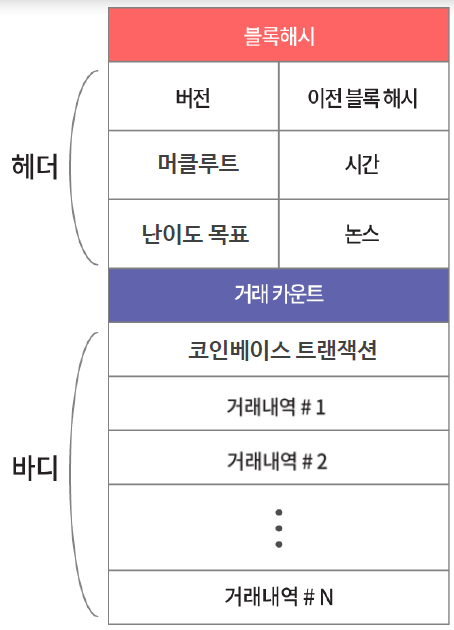 블록해시
헤더
버전
이전 블록 해시
머클루트
시간
난이도 목표
논스
거래 카운트
바디
코인베이스 트랜잭션
거래내역 # 1
거래내역 # 2
거래내역 # N